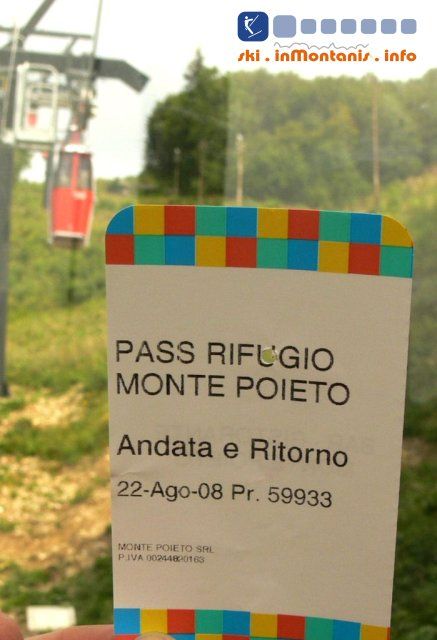 ski . inMontanis . info
PASS RIFUGIO
MONTE POIETO
Andata e Ritorno
22-Ago-08 Pr. 59933
MONTE POIETO SRL
P.IVA 00244820163